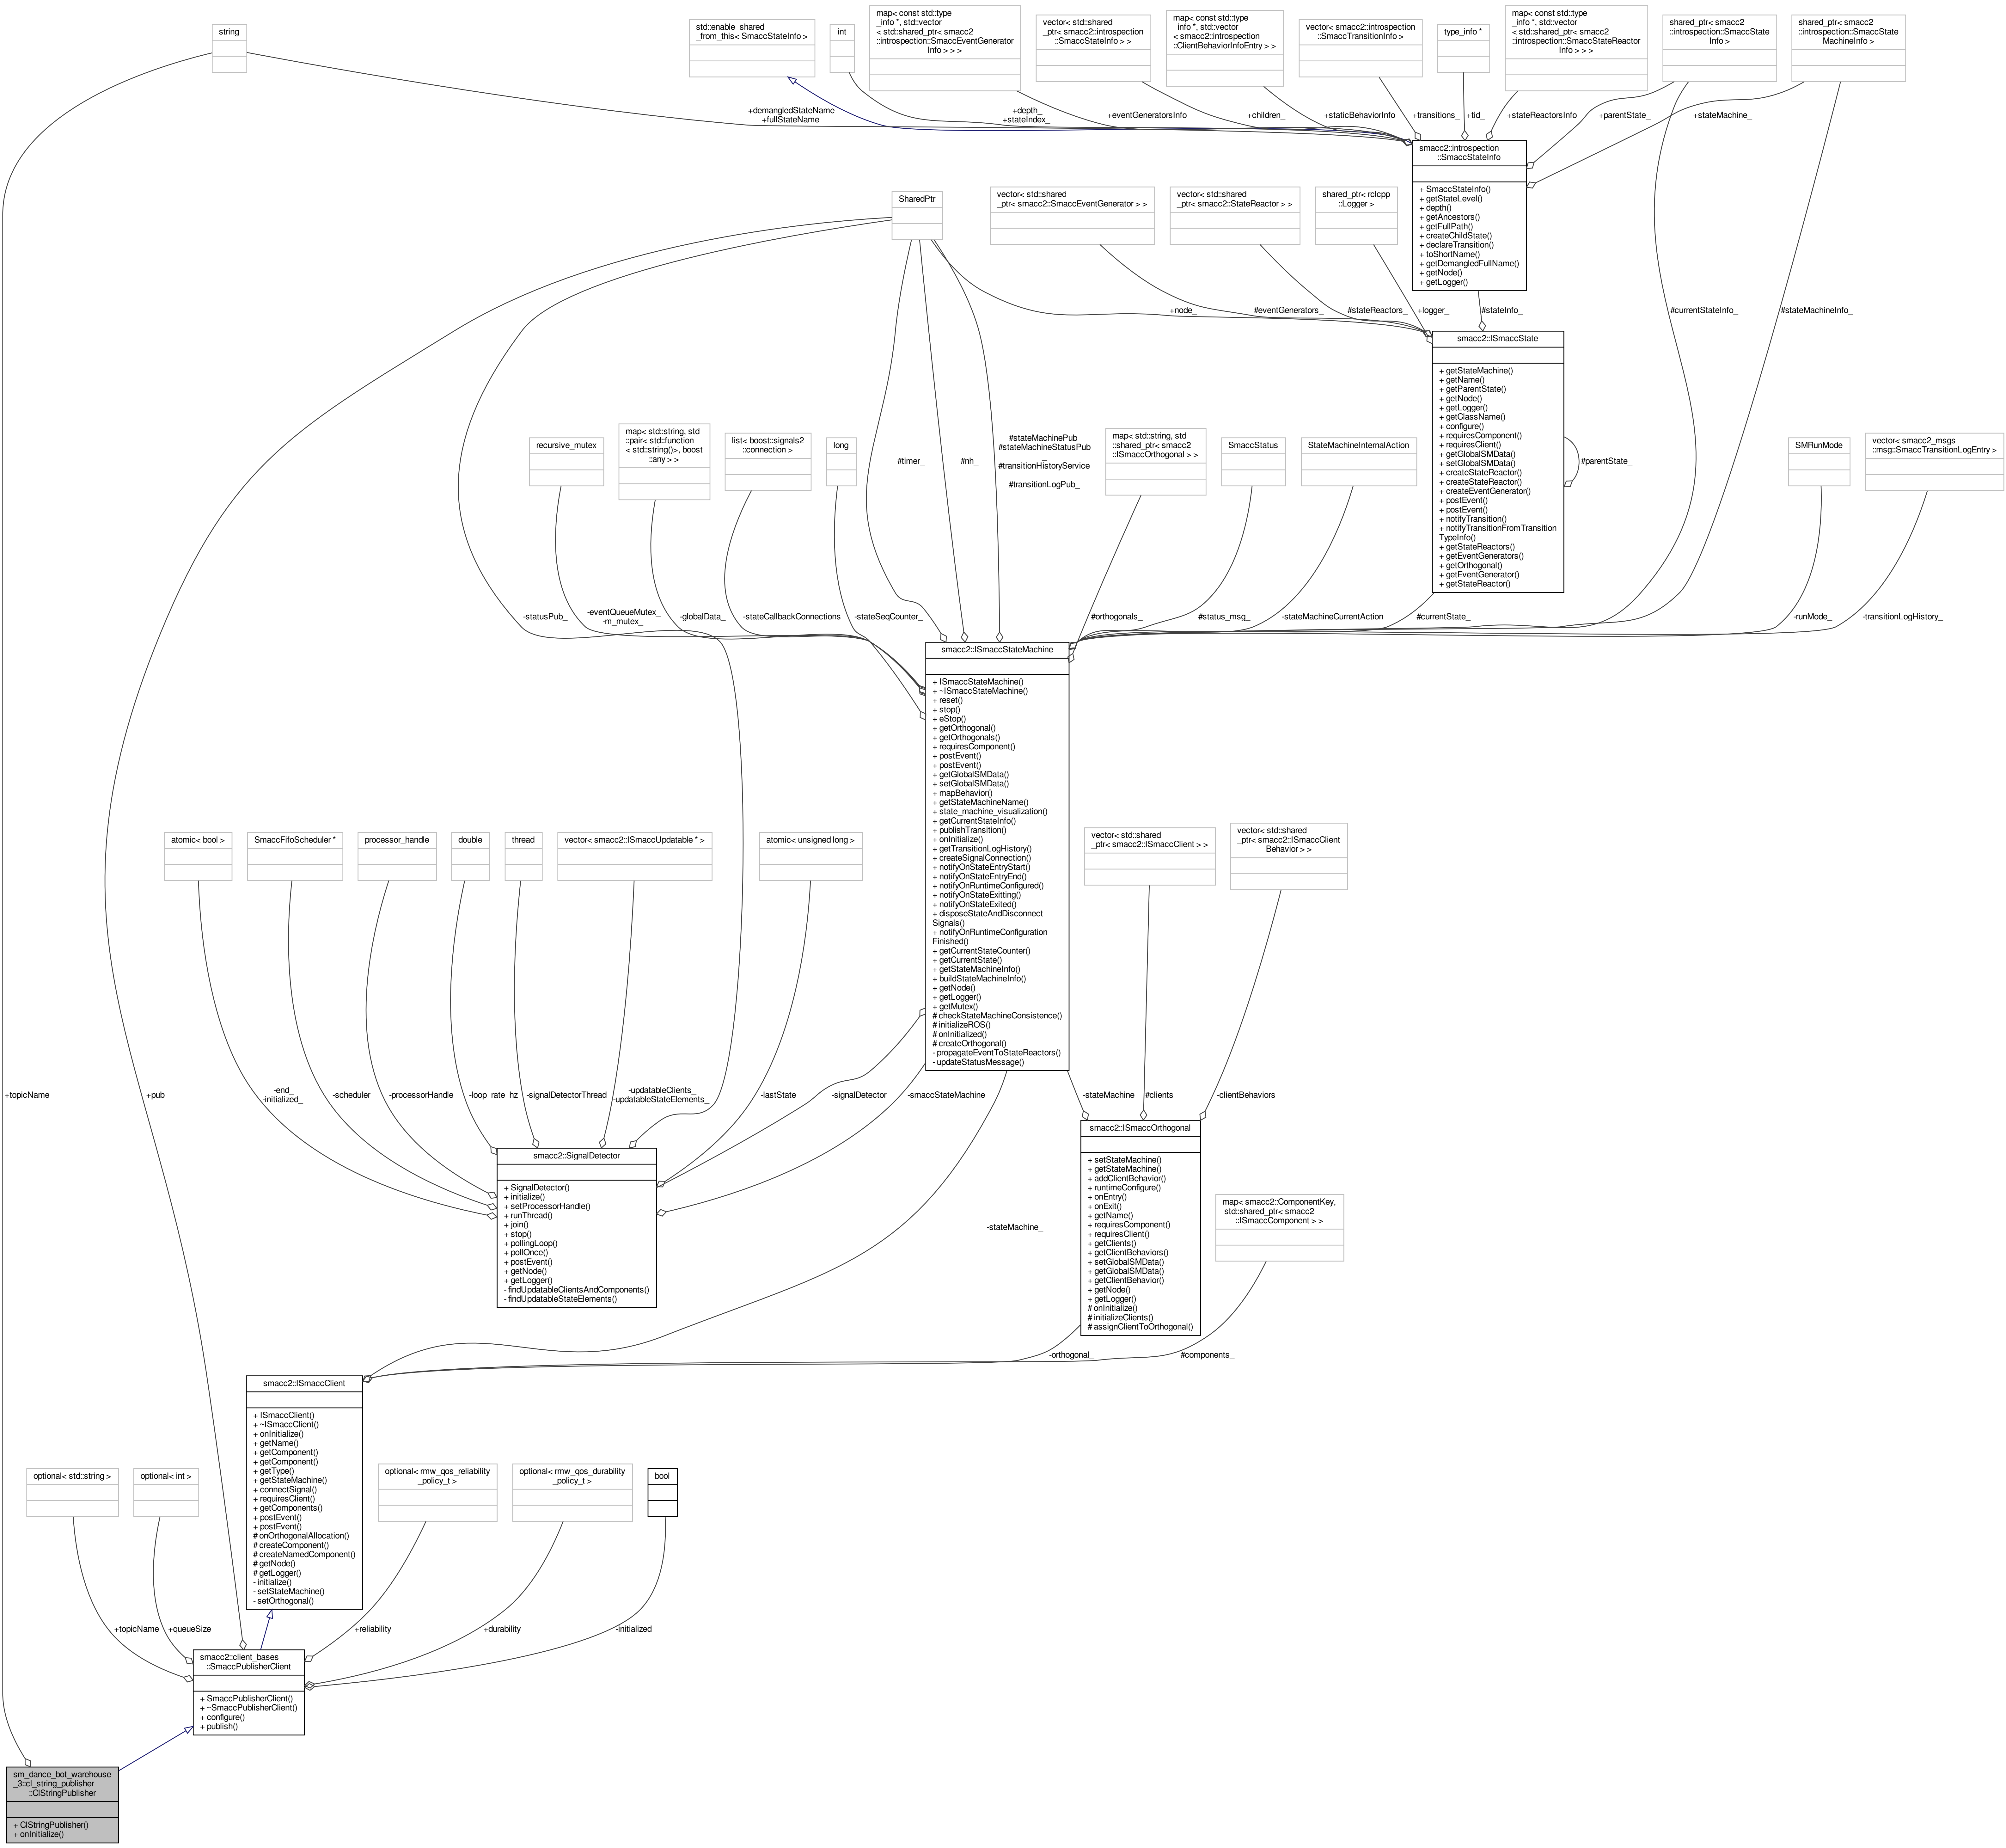 string
std::enable_shared
_from_this< SmaccStateInfo >
int
map< const std::type
_info *, std::vector
< std::shared_ptr< smacc2
::introspection::SmaccEventGenerator
Info > > >
vector< std::shared
_ptr< smacc2::introspection
::SmaccStateInfo > >
map< const std::type
_info *, std::vector
< smacc2::introspection
::ClientBehaviorInfoEntry > >
vector< smacc2::introspection
::SmaccTransitionInfo >
type_info *
map< const std::type
_info *, std::vector
< std::shared_ptr< smacc2
::introspection::SmaccStateReactor
Info > > >
shared_ptr< smacc2
::introspection::SmaccState
Info >
shared_ptr< smacc2
::introspection::SmaccState
MachineInfo >
+demangledStateName
+fullStateName
+depth_
+stateIndex_
+eventGeneratorsInfo
+children_
+staticBehaviorInfo
+transitions_
+tid_
+stateReactorsInfo
+parentState_
+stateMachine_
smacc2::introspection
::SmaccStateInfo
+ SmaccStateInfo()
+ getStateLevel()
+ depth()
+ getAncestors()
+ getFullPath()
+ createChildState()
+ declareTransition()
+ toShortName()
+ getDemangledFullName()
+ getNode()
+ getLogger()
SharedPtr
vector< std::shared
_ptr< smacc2::SmaccEventGenerator > >
vector< std::shared
_ptr< smacc2::StateReactor > >
shared_ptr< rclcpp
::Logger >
+node_
#eventGenerators_
#stateReactors_
+logger_
#stateInfo_
#currentStateInfo_
#stateMachineInfo_
smacc2::ISmaccState
+ getStateMachine()
+ getName()
+ getParentState()
+ getNode()
+ getLogger()
+ getClassName()
+ configure()
+ requiresComponent()
+ requiresClient()
+ getGlobalSMData()
+ setGlobalSMData()
+ createStateReactor()
+ createStateReactor()
+ createEventGenerator()
+ postEvent()
+ postEvent()
+ notifyTransition()
+ notifyTransitionFromTransition
TypeInfo()
+ getStateReactors()
+ getEventGenerators()
+ getOrthogonal()
+ getEventGenerator()
+ getStateReactor()
#parentState_
recursive_mutex
map< std::string, std
::pair< std::function
< std::string()>, boost
::any > >
list< boost::signals2
::connection >
long
#timer_
#nh_
#stateMachinePub_
#stateMachineStatusPub
_
#transitionHistoryService
_
#transitionLogPub_
map< std::string, std
::shared_ptr< smacc2
::ISmaccOrthogonal > >
SmaccStatus
StateMachineInternalAction
SMRunMode
vector< smacc2_msgs
::msg::SmaccTransitionLogEntry >
-statusPub_
-eventQueueMutex_
-m_mutex_
-globalData_
-stateCallbackConnections
-stateSeqCounter_
#orthogonals_
#status_msg_
-stateMachineCurrentAction
#currentState_
-runMode_
-transitionLogHistory_
smacc2::ISmaccStateMachine
+ ISmaccStateMachine()
+ ~ISmaccStateMachine()
+ reset()
+ stop()
+ eStop()
+ getOrthogonal()
+ getOrthogonals()
+ requiresComponent()
+ postEvent()
+ postEvent()
+ getGlobalSMData()
+ setGlobalSMData()
+ mapBehavior()
+ getStateMachineName()
+ state_machine_visualization()
+ getCurrentStateInfo()
+ publishTransition()
+ onInitialize()
+ getTransitionLogHistory()
+ createSignalConnection()
+ notifyOnStateEntryStart()
+ notifyOnStateEntryEnd()
+ notifyOnRuntimeConfigured()
+ notifyOnStateExitting()
+ notifyOnStateExited()
+ disposeStateAndDisconnect
Signals()
+ notifyOnRuntimeConfiguration
Finished()
+ getCurrentStateCounter()
+ getCurrentState()
+ getStateMachineInfo()
+ buildStateMachineInfo()
+ getNode()
+ getLogger()
+ getMutex()
# checkStateMachineConsistence()
# initializeROS()
# onInitialized()
# createOrthogonal()
- propagateEventToStateReactors()
- updateStatusMessage()
atomic< bool >
SmaccFifoScheduler *
processor_handle
double
thread
vector< smacc2::ISmaccUpdatable * >
atomic< unsigned long >
vector< std::shared
_ptr< smacc2::ISmaccClient > >
vector< std::shared
_ptr< smacc2::ISmaccClient
Behavior > >
+topicName_
+pub_
-end_
-initialized_
-scheduler_
-processorHandle_
-loop_rate_hz
-signalDetectorThread_
-updatableClients_
-updatableStateElements_
-lastState_
-signalDetector_
-smaccStateMachine_
-stateMachine_
#clients_
-clientBehaviors_
smacc2::SignalDetector
+ SignalDetector()
+ initialize()
+ setProcessorHandle()
+ runThread()
+ join()
+ stop()
+ pollingLoop()
+ pollOnce()
+ postEvent()
+ getNode()
+ getLogger()
- findUpdatableClientsAndComponents()
- findUpdatableStateElements()
smacc2::ISmaccOrthogonal
+ setStateMachine()
+ getStateMachine()
+ addClientBehavior()
+ runtimeConfigure()
+ onEntry()
+ onExit()
+ getName()
+ requiresComponent()
+ requiresClient()
+ getClients()
+ getClientBehaviors()
+ setGlobalSMData()
+ getGlobalSMData()
+ getClientBehavior()
+ getNode()
+ getLogger()
# onInitialize()
# initializeClients()
# assignClientToOrthogonal()
map< smacc2::ComponentKey,
std::shared_ptr< smacc2
::ISmaccComponent > >
-stateMachine_
-orthogonal_
#components_
smacc2::ISmaccClient
+ ISmaccClient()
+ ~ISmaccClient()
+ onInitialize()
+ getName()
+ getComponent()
+ getComponent()
+ getType()
+ getStateMachine()
+ connectSignal()
+ requiresClient()
+ getComponents()
+ postEvent()
+ postEvent()
# onOrthogonalAllocation()
# createComponent()
# createNamedComponent()
# getNode()
# getLogger()
- initialize()
- setStateMachine()
- setOrthogonal()
optional< std::string >
optional< int >
optional< rmw_qos_reliability
_policy_t >
optional< rmw_qos_durability
_policy_t >
bool
+topicName
+queueSize
+reliability
+durability
-initialized_
smacc2::client_bases
::SmaccPublisherClient
+ SmaccPublisherClient()
+ ~SmaccPublisherClient()
+ configure()
+ publish()
sm_dance_bot_warehouse
_3::cl_string_publisher
::ClStringPublisher
+ ClStringPublisher()
+ onInitialize()